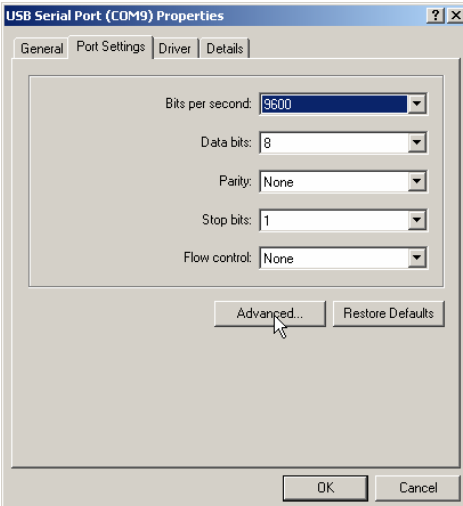 USB Serial Port (COM9) Properties ? X
General Port Settings Driver Details
Bits per second: 9600
Data bits: 8
Parity: None
Stop bits: 1
Flow control: None
Advanced... Restore Defaults
OK Cancel